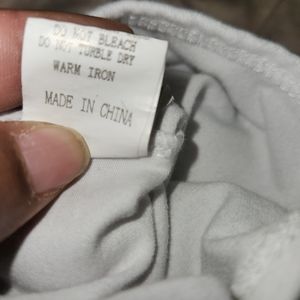 DO NOT BLEACH
DO NOT TUMBLE DRY
WARM IRON
MADE IN CHINA